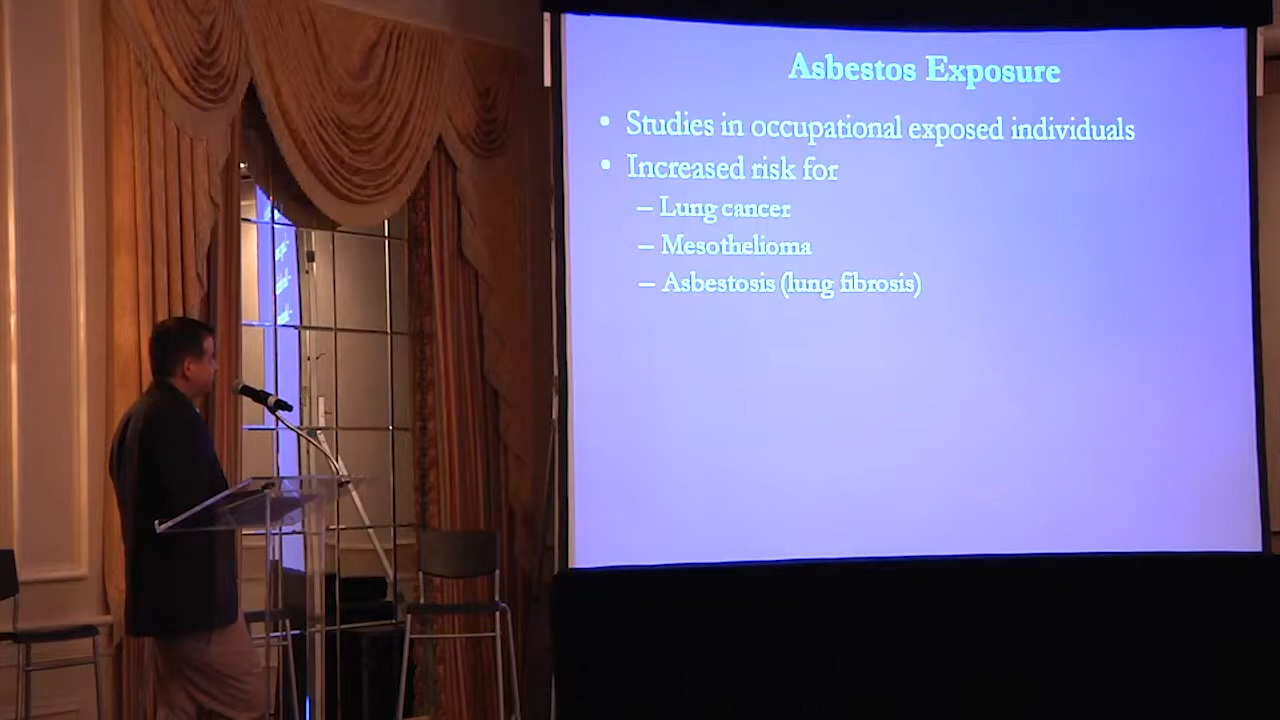 Asbestos Exposure
• Studies in occupational exposed individuals
• Increased risk for
– Lung cancer
– Mesothelioma
– Asbestosis (lung fibrosis)